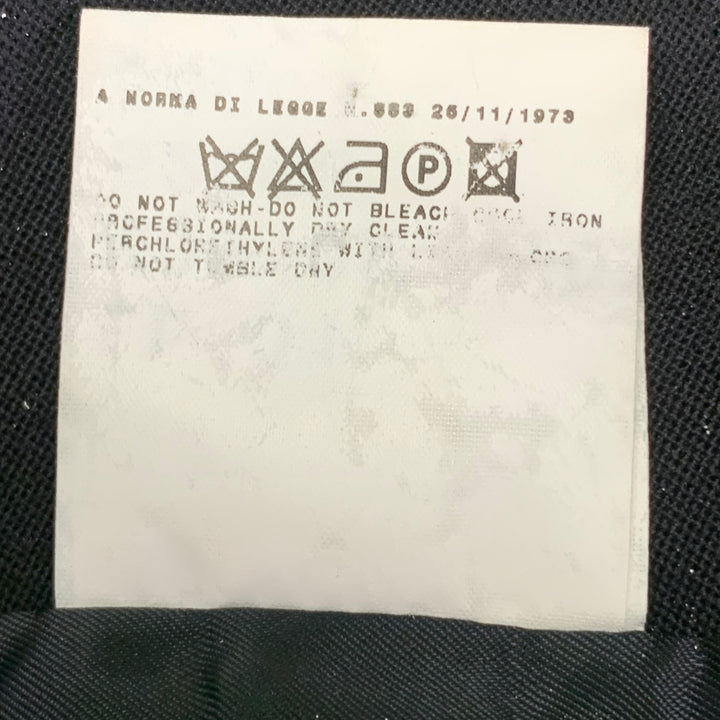 A NORMA DI LEGGE N.883 26/11/1973
P
DO NOT WASH-DO NOT BLEACH COOL IRON
PROFESSIONALLY DRY CLEAN
PERCHLORETHYLENE WITH
DO NOT TUMBLE DRY